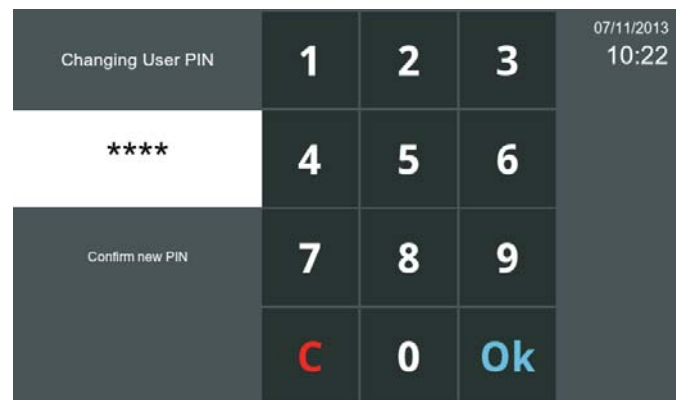 Changing User PIN
1 2 3
07/11/2013
10:22
****
4 5 6
Confirm new PIN
7 8 9
C 0 Ok